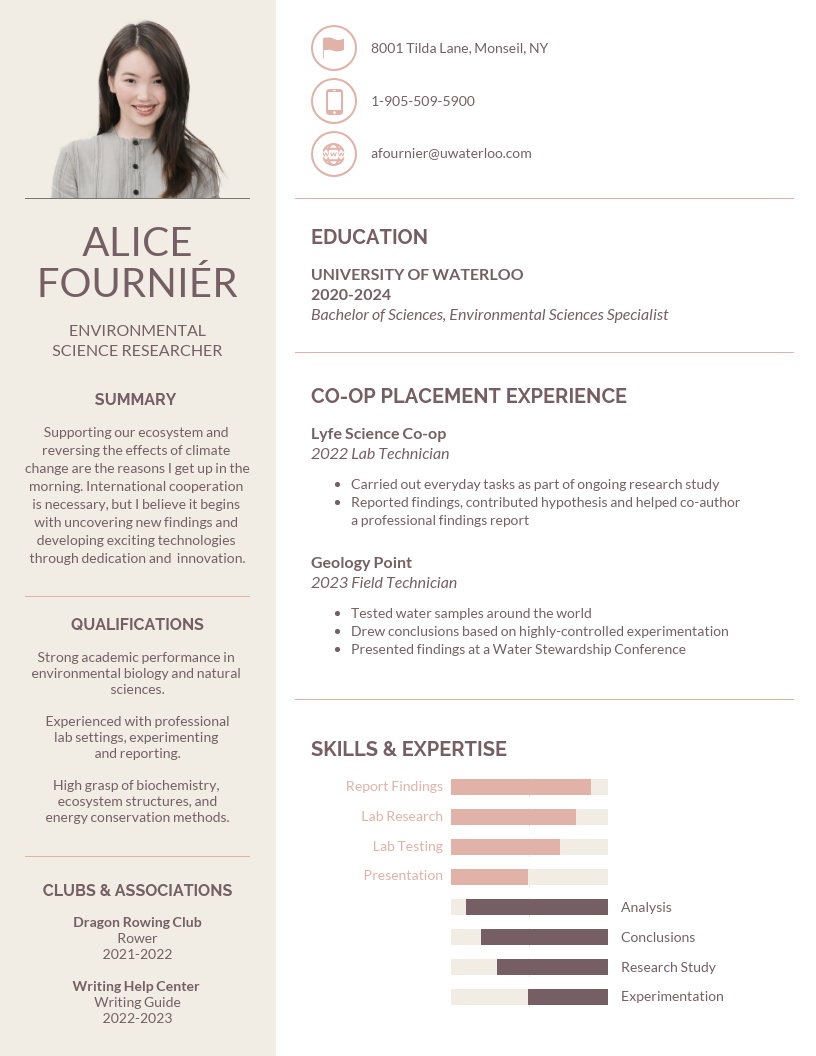 ALICE
FOURNIÉR
ENVIRONMENTAL
SCIENCE RESEARCHER
SUMMARY
Supporting our ecosystem and
reversing the effects of climate
change are the reasons I get up in the
morning. International cooperation
is necessary, but I believe it begins
with uncovering new findings and
developing exciting technologies
through dedication and innovation.
QUALIFICATIONS
Strong academic performance in
environmental biology and natural
sciences.
Experienced with professional
lab settings, experimenting
and reporting.
High grasp of biochemistry,
ecosystem structures, and
energy conservation methods.
CLUBS & ASSOCIATIONS
Dragon Rowing Club
Rower
2021-2022
Writing Help Center
Writing Guide
2022-2023
8001 Tilda Lane, Monseil, NY
1-905-509-5900
WWW
afournier@uwaterloo.com
EDUCATION
UNIVERSITY OF WATERLOO
2020-2024
Bachelor of Sciences, Environmental Sciences Specialist
CO-OP PLACEMENT EXPERIENCE
Lyfe Science Co-op
2022 Lab Technician
• Carried out everyday tasks as part of ongoing research study
• Reported findings, contributed hypothesis and helped co-author
a professional findings report
Geology Point
2023 Field Technician
• Tested water samples around the world
• Drew conclusions based on highly-controlled experimentation
• Presented findings at a Water Stewardship Conference
SKILLS & EXPERTISE
Report Findings
Lab Research
Lab Testing
Presentation
Analysis
Conclusions
Research Study
Experimentation